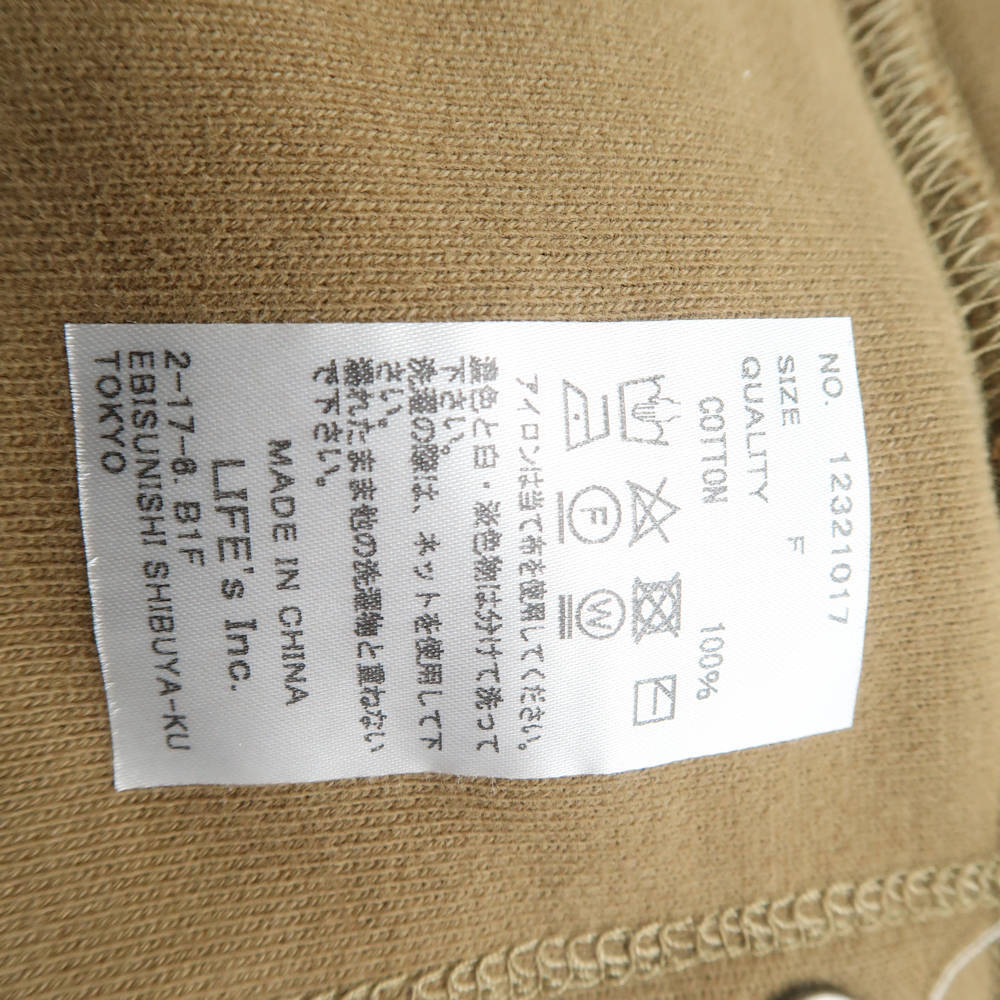 NO. 12321017
SIZE F
QUALITY
COTTON 100%
F W
アイロンは当て布を使用してください。
濃色と白・淡色物は分けて洗って
下さい。
洗濯の際は、ネットを使用して下
さい。
濡れたまま他の洗濯物と重ねない
で下さい。
MADE IN CHINA
LIFE's Inc.
2-17-6. B1F
EBISUNISHI SHIBUYA-KU
TOKYO